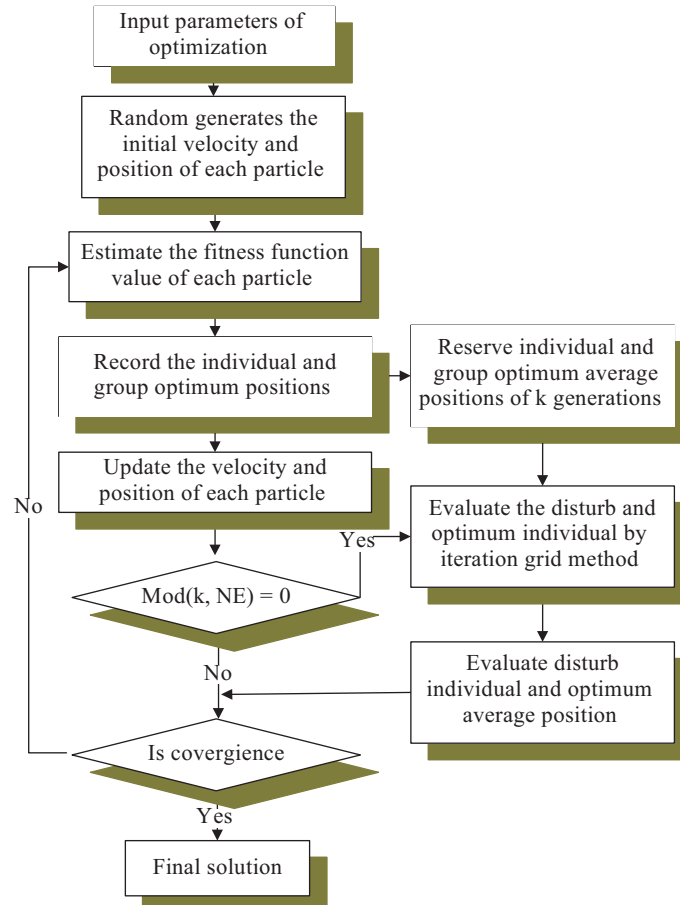 Input parameters of
optimization
Random generates the
initial velocity and
position of each particle
Estimate the fitness function
value of each particle
Record the individual and
group optimum positions
Reserve individual and
group optimum average
positions of k generations
Update the velocity and
position of each particle
No
Yes
Evaluate the disturb and
optimum individual by
iteration grid method
Mod(k, NE) = 0
No
Evaluate disturb
individual and optimum
average position
Is covergience
Yes
Final solution